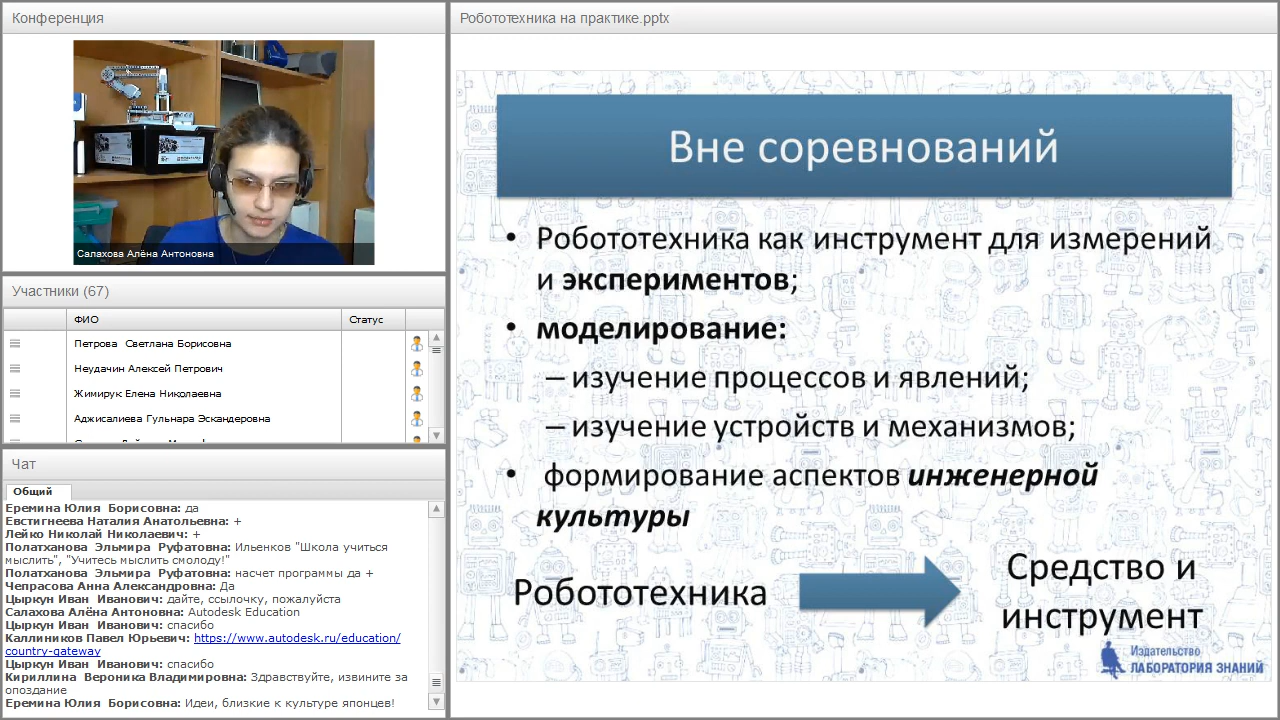 Конференция
Салахова Алёна Антоновна
Участники (67)
ФИО
Статус
Петрова Светлана Борисовна
Неудачин Алексей Петрович
Жимирук Елена Николаевна
Аджисалиева Гульнара Эскандеровна
Чат
Общий
Еремина Юлия Борисовна: да
Евстигнеева Наталия Анатольевна: +
Лейко Николай Николаевич: +
Полатханова Эльмира Руфатовна: Ильенков "Школа учиться
мыслить", "Учитесь мыслить смолоду!"
Полатханова Эльмира Руфатовна: насчет программы да +
Чепрасова Анна Александровна: Да
Цыркун Иван Иванович: дайте, ссылочку, пожалуйста
Салахова Алёна Антоновна: Autodesk Education
Цыркун Иван Иванович: спасибо
Каллиников Павел Юрьевич: https://www.autodesk.ru/education/
country-gateway
Цыркун Иван Иванович: спасибо
Кириллина Вероника Владимировна: Здравствуйте, извините за
опоздание
Еремина Юлия Борисовна: Идеи, близкие к культуре японцев!
Робототехника на практике.pptx
Вне соревнований
• Робототехника как инструмент для измерений
и экспериментов;
• моделирование:
– изучение процессов и явлений;
– изучение устройств и механизмов;
• формирование аспектов инженерной
культуры
Робототехника
Средство и
инструмент
Издательство
ЛАБОРАТОРИЯ ЗНАНИЙ